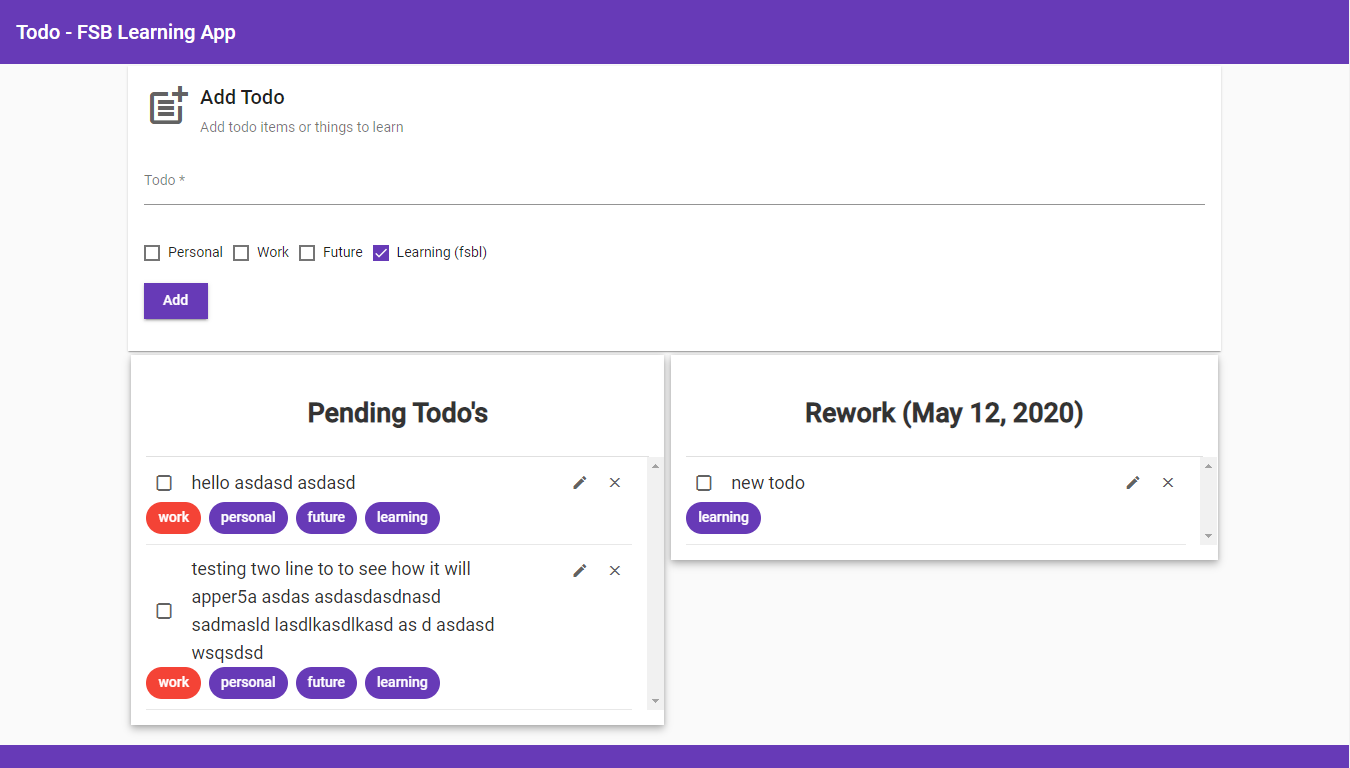 Todo - FSB Learning App
Add Todo
Add todo items or things to learn
Todo *
Personal Work Future Learning (fsbl)
Add
Pending Todo's
hello asdasd asdasd
work personal future learning
testing two line to to see how it will
apper5a asdas asdasdasdnasd
sadmasld lasdlkasdlkasd as d asdasd
wsqsdsd
work personal future learning
Rework (May 12, 2020)
new todo
learning